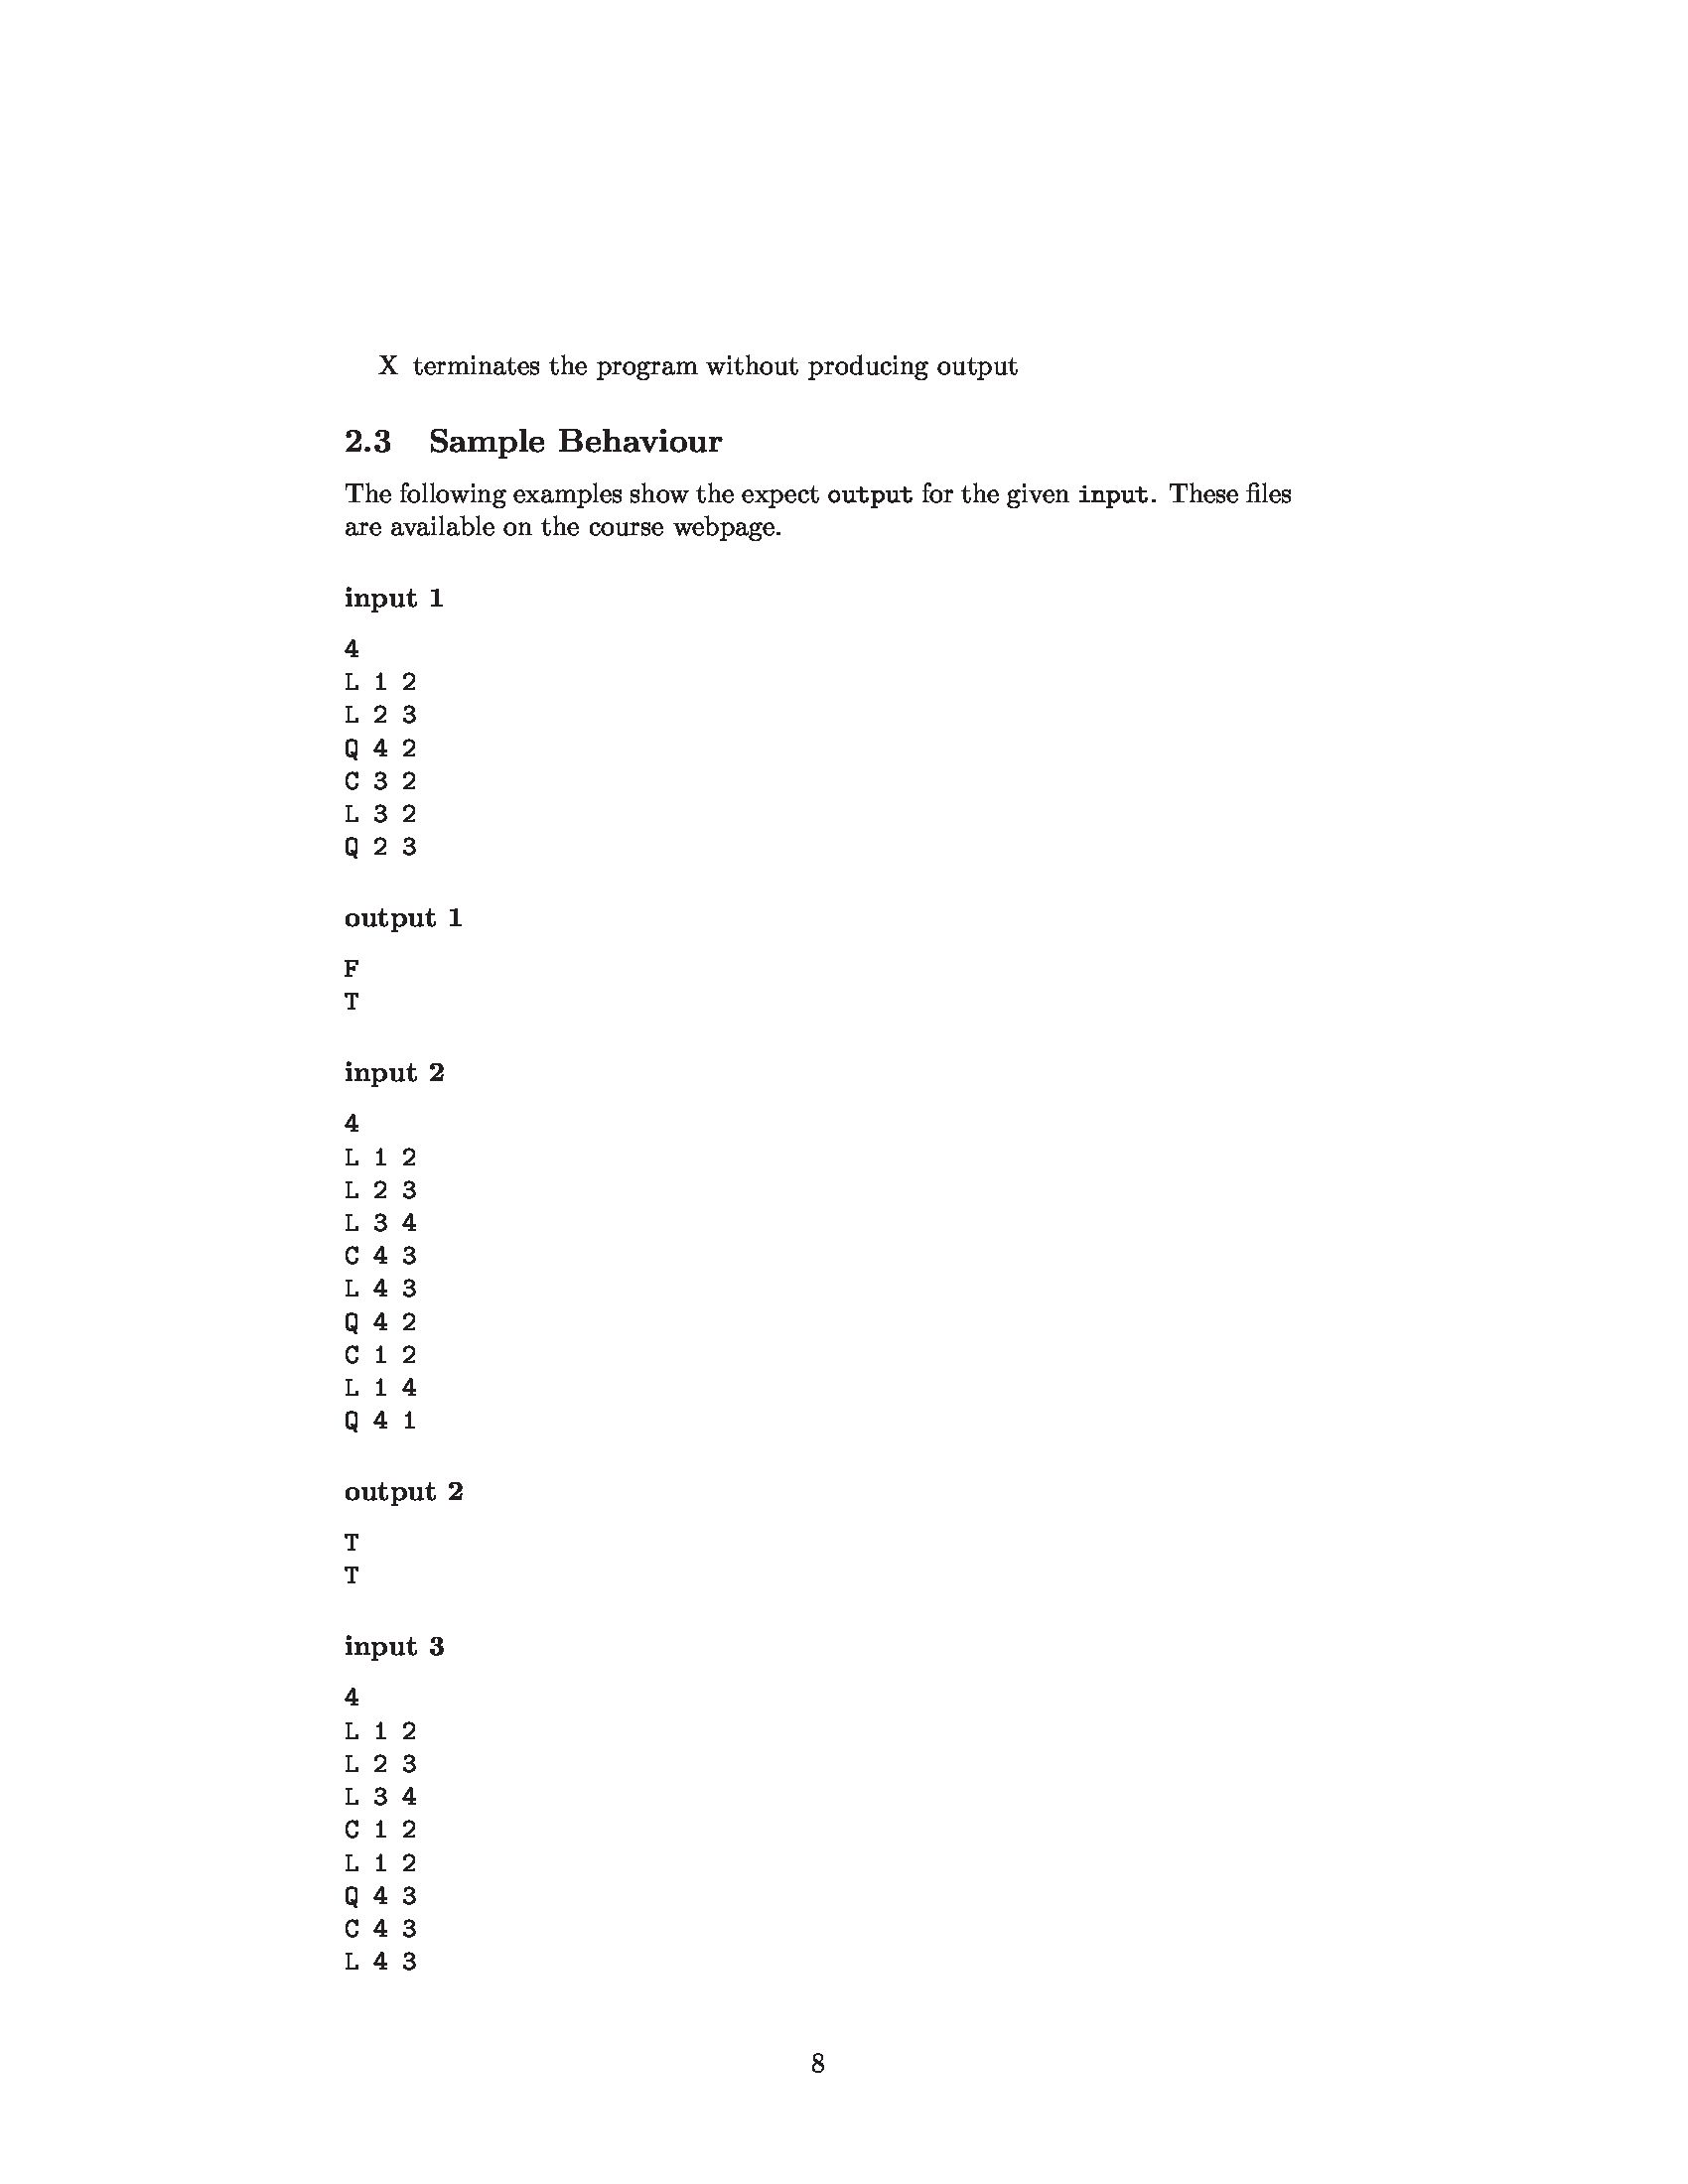 X terminates the program without producing output
2.3 Sample Behaviour
The following examples show the expect output for the given input. These files
are available on the course webpage.
input 1
4
L 1 2
L 2 3
Q 4 2
C 3 2
L 3 2
Q 2 3
output 1
F
T
input 2
4
L 1 2
L 2 3
L 3 4
C 4 3
L 4 3
Q 4 2
C 1 2
L 1 4
Q 4 1
output 2
T
T
input 3
4
L 1 2
L 2 3
L 3 4
C 1 2
L 1 2
Q 4 3
C 4 3
L 4 3
8